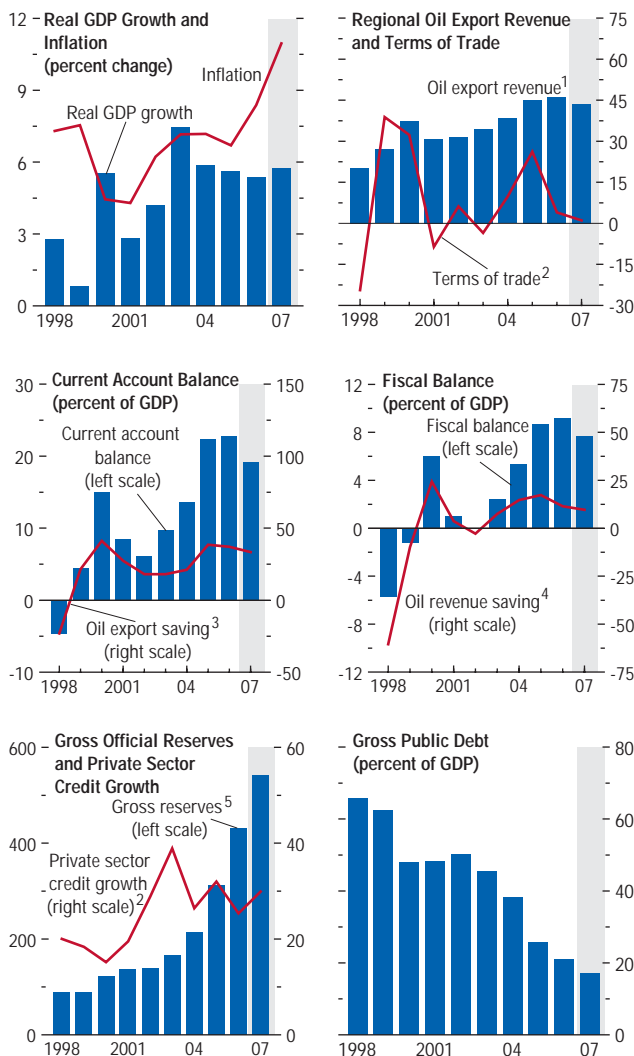 Real GDP Growth and
Inflation
(percent change)
15
12
9
6
3
0
Inflation
Real GDP growth
1998 2001 04 07
Regional Oil Export Revenue
and Terms of Trade
75
60
45
30
15
0
-15
-30
Oil export revenue1
Terms of trade2
1998 2001 04 07
Current Account Balance
(percent of GDP)
30
20
10
0
-10
150
100
50
0
-50
Current account
balance
(left scale)
Oil export saving3
(right scale)
1998 2001 04 07
Fiscal Balance
(percent of GDP)
12
8
4
0
-4
-8
-12
75
50
25
0
-25
-50
-75
Fiscal balance
(left scale)
Oil revenue saving4
(right scale)
1998 2001 04 07
Gross Official Reserves
and Private Sector
Credit Growth
600
400
200
0
60
40
20
0
Gross reserves5
(left scale)
Private sector
credit growth
(right scale)2
1998 2001 04 07
Gross Public Debt
(percent of GDP)
80
60
40
20
0
1998 2001 04 07